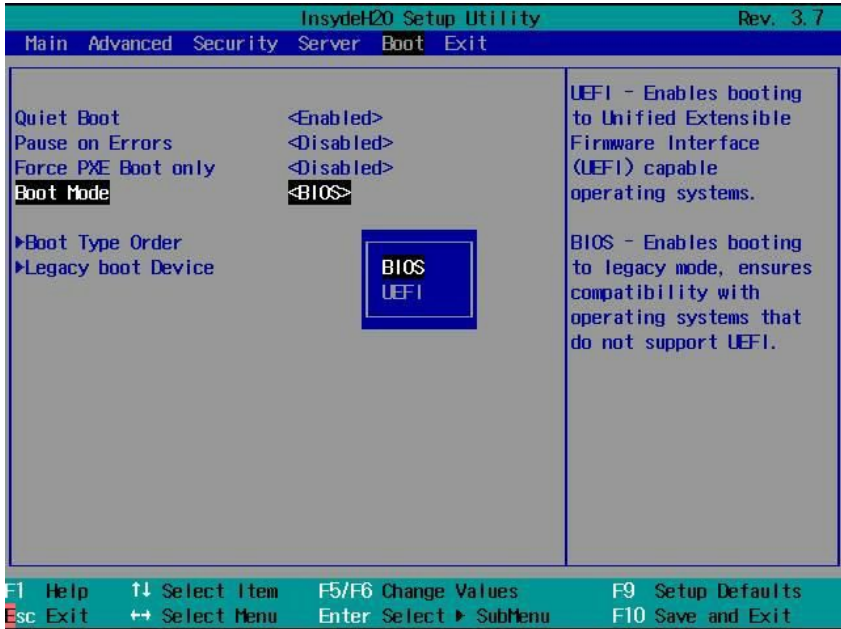 InsydeH20 Setup Utility Rev. 3.7
Main Advanced Security Server Boot Exit
Quiet Boot <Enabled>
Pause on Errors <Disabled>
Force PXE Boot only <Disabled>
Boot Mode <BIOS>
▶Boot Type Order
▶Legacy boot Device
BIOS
UEFI
UEFI - Enables booting
to Unified Extensible
Firmware Interface
(UEFI) capable
operating systems.
BIOS - Enables booting
to legacy mode, ensures
compatibility with
operating systems that
do not support UEFI.
F1 Help ↑↓ Select Item F5/F6 Change Values F9 Setup Defaults
Esc Exit ↔ Select Menu Enter Select ▶ SubMenu F10 Save and Exit